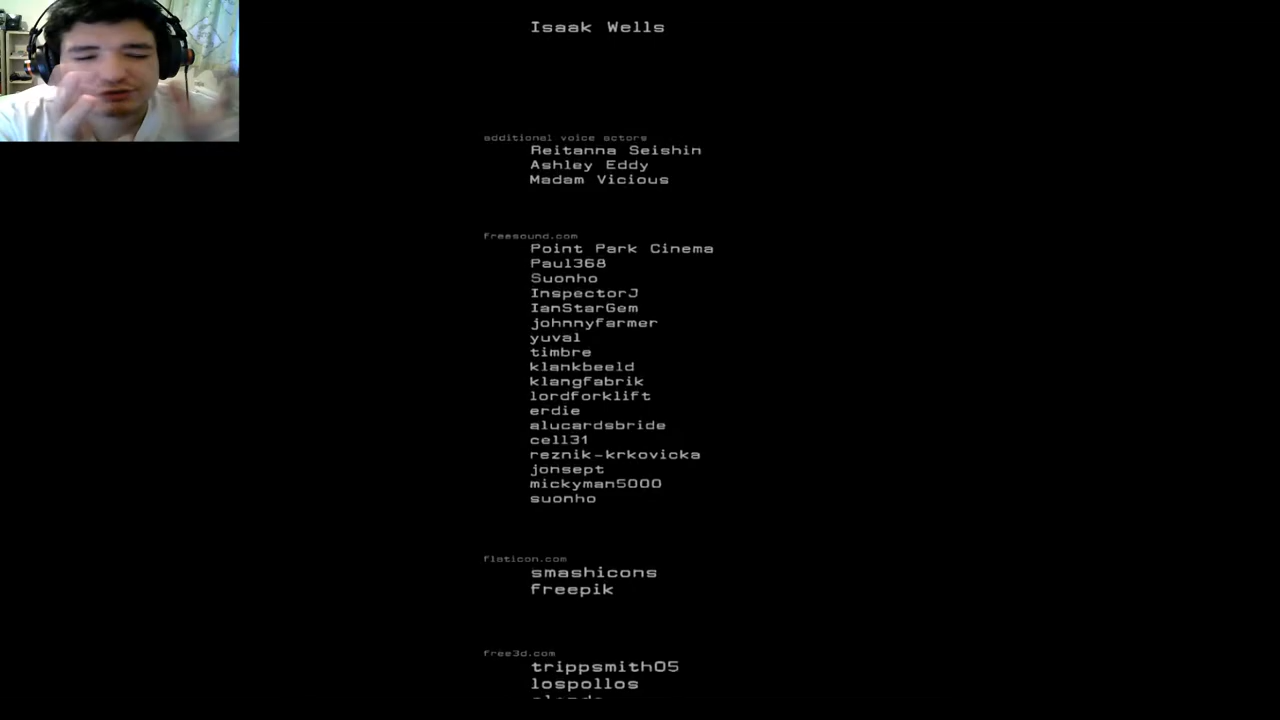 Isaak Wells
additional voice actors
Reitanna Seishin
Ashley Eddy
Madam Vicious
freesound.com
Point Park Cinema
Paul368
Suonho
InspectorJ
IanStarGem
johnnyfarmer
yuval
timbre
klankbeeld
klangfabrik
lordforklift
erdie
alucardsbride
cell31
reznik-krkovicka
jonsept
mickyman5000
suonho
flaticon.com
smashicons
freepik
free3d.com
trippsmith05
lospollos